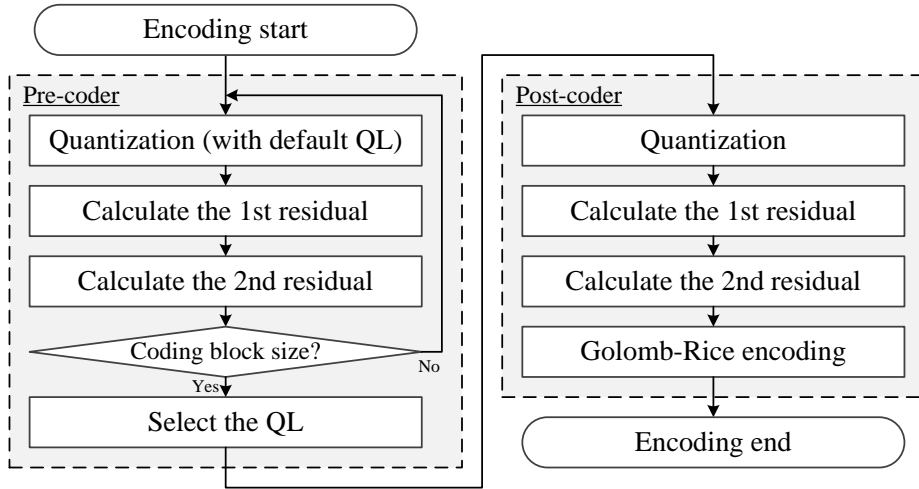 Encoding start
Pre-coder
Quantization (with default QL)
Calculate the 1st residual
Calculate the 2nd residual
Coding block size?
No
Yes
Select the QL
Post-coder
Quantization
Calculate the 1st residual
Calculate the 2nd residual
Golomb-Rice encoding
Encoding end